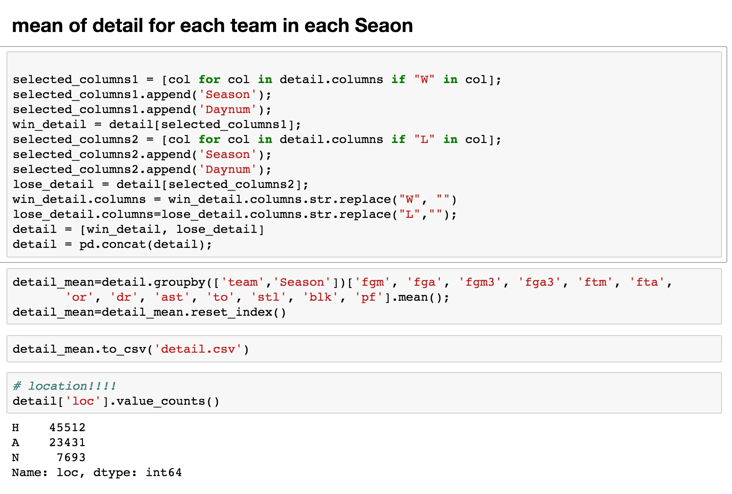 mean of detail for each team in each Seaon
selected_columns1 = [col for col in detail.columns if "W" in col];
selected_columns1.append('Season');
selected_columns1.append('Daynum');
win_detail = detail[selected_columns1];
selected_columns2 = [col for col in detail.columns if "L" in col];
selected_columns2.append('Season');
selected_columns2.append('Daynum');
lose_detail = detail[selected_columns2];
win_detail.columns = win_detail.columns.str.replace("W", "")
lose_detail.columns=lose_detail.columns.str.replace("L","");
detail = [win_detail, lose_detail]
detail = pd.concat(detail);
detail_mean=detail.groupby(['team','Season'])['fgm', 'fga', 'fgm3', 'fga3', 'ftm', 'fta',
'or', 'dr', 'ast', 'to', 'stl', 'blk', 'pf'].mean();
detail_mean=detail_mean.reset_index()
detail_mean.to_csv('detail.csv')
# location!!!!
detail['loc'].value_counts()
H 45512
A 23431
N 7693
Name: loc, dtype: int64